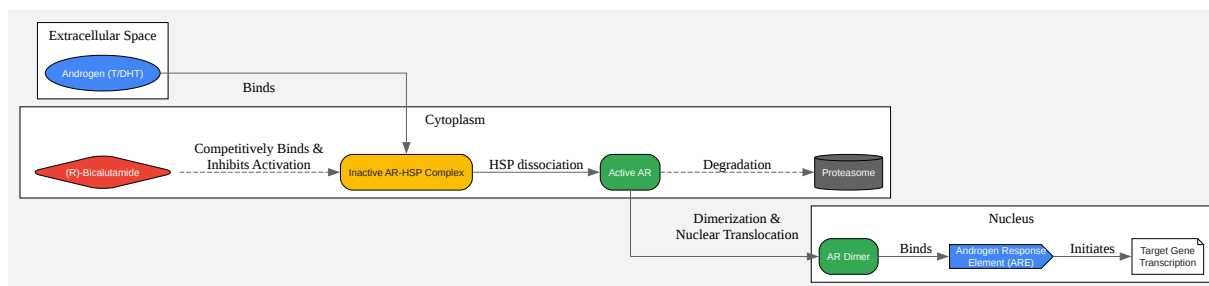 Extracellular Space
Androgen (T/DHT)
Binds
Cytoplasm
(R)-Bicalutamide
Competitively Binds &
Inhibits Activation
Inactive AR-HSP Complex
HSP dissociation
Active AR
Degradation
Proteasome
Dimerization &
Nuclear Translocation
Nucleus
AR Dimer
Binds
Androgen Response
Element (ARE)
Initiates
Target Gene
Transcription